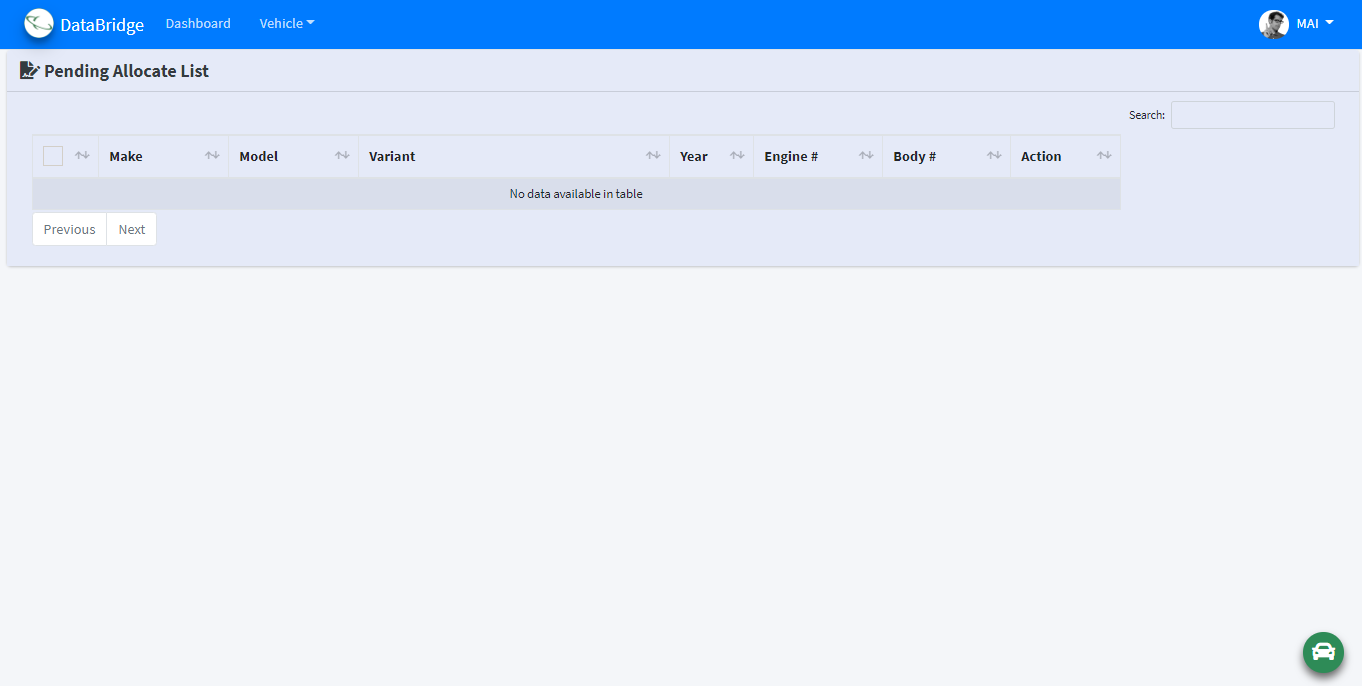 DataBridge Dashboard Vehicle MAI
Pending Allocate List
Search:
Make Model Variant Year Engine # Body # Action
No data available in table
Previous Next